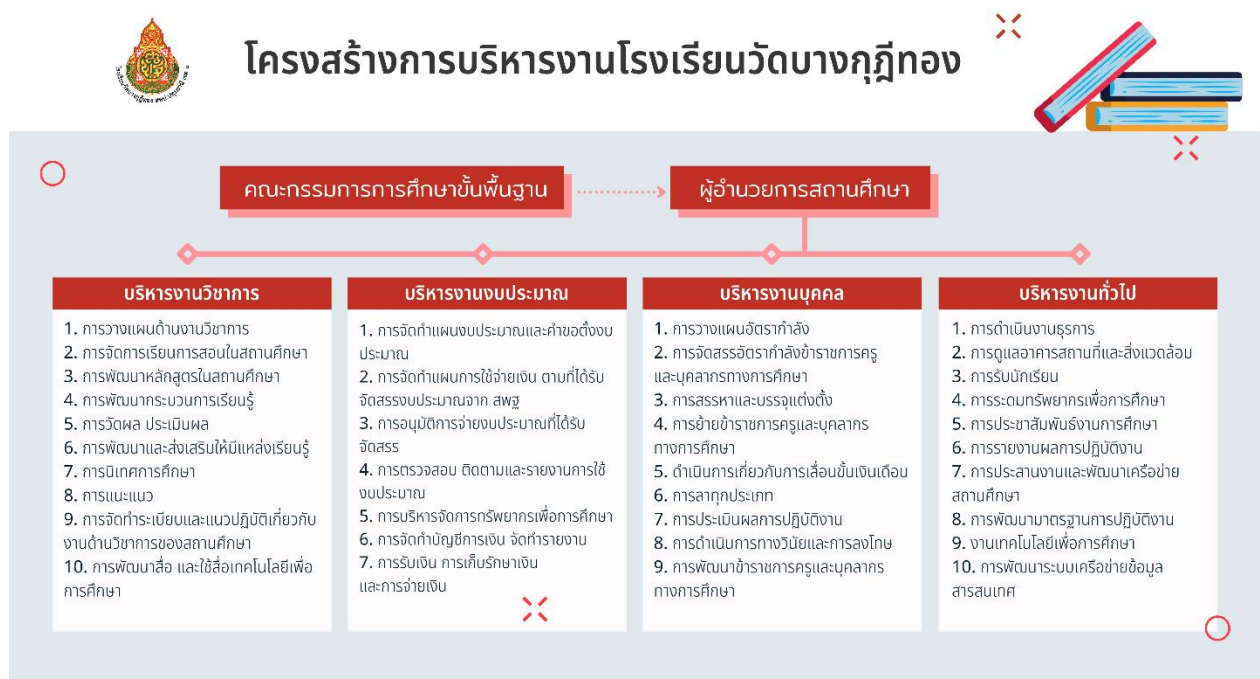 โครงสร้างการบริหารงานโรงเรียนวัดบางกุฎีทอง
คณะกรรมการการศึกษาขั้นพื้นฐาน
ผู้อำนวยการสถานศึกษา
บริหารงานวิชาการ
1. การวางแผนด้านงานวิชาการ
2. การจัดการเรียนการสอนในสถานศึกษา
3. การพัฒนาหลักสูตรในสถานศึกษา
4. การพัฒนากระบวนการเรียนรู้
5. การวัดผล ประเมินผล
6. การพัฒนาและส่งเสริมให้มีแหล่งเรียนรู้
7. การนิเทศการศึกษา
8. การแนะแนว
9. การจัดทำระเบียบและแนวปฏิบัติเกี่ยวกับ
งานด้านวิชาการของสถานศึกษา
10. การพัฒนาสื่อ และใช้สื่อเทคโนโลยีเพื่อ
การศึกษา
บริหารงานงบประมาณ
1. การจัดทำแผนงบประมาณและคำขอตั้งงบ
ประมาณ
2. การจัดทำแผนการใช้จ่ายเงิน ตามที่ได้รับ
จัดสรรงบประมาณจาก สพฐ
3. การอนุมัติการจ่ายงบประมาณที่ได้รับ
จัดสรร
4. การตรวจสอบ ติดตามและรายงานการใช้
งบประมาณ
5. การบริหารจัดการทรัพยากรเพื่อการศึกษา
6. การจัดทำบัญชีการเงิน จัดทำรายงาน
7. การรับเงิน การเก็บรักษาเงิน
และการจ่ายเงิน
บริหารงานบุคคล
1. การวางแผนอัตรากำลัง
2. การจัดสรรอัตรากำลังข้าราชการครู
และบุคลากรทางการศึกษา
3. การสรรหาและบรรจุแต่งตั้ง
4. การย้ายข้าราชการครูและบุคลากร
ทางการศึกษา
5. ดำเนินการเกี่ยวกับการเลื่อนขั้นเงินเดือน
6. การลาทุกประเภท
7. การประเมินผลการปฏิบัติงาน
8. การดำเนินการทางวินัยและการลงโทษ
9. การพัฒนาข้าราชการครูและบุคลากร
ทางการศึกษา
บริหารงานทั่วไป
1. การดำเนินงานธุรการ
2. การดูแลอาคารสถานที่และสิ่งแวดล้อม
3. การรับนักเรียน
4. การระดมทรัพยากรเพื่อการศึกษา
5. การประชาสัมพันธ์งานการศึกษา
6. การรายงานผลการปฏิบัติงาน
7. การประสานงานและพัฒนาเครือข่าย
สถานศึกษา
8. การพัฒนามาตรฐานการปฏิบัติงาน
9. งานเทคโนโลยีเพื่อการศึกษา
10. การพัฒนาระบบเครือข่ายข้อมูล
สารสนเทศ